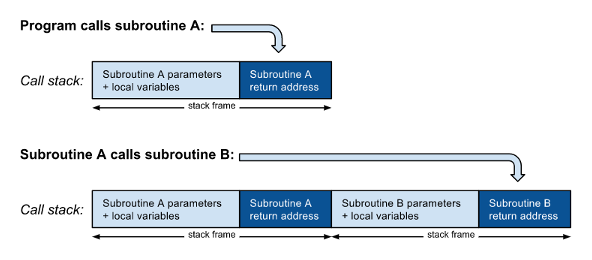 Program calls subroutine A:
Call stack:
Subroutine A parameters
+ local variables
Subroutine A
return address
stack frame
Subroutine A calls subroutine B:
Call stack:
Subroutine A parameters
+ local variables
Subroutine A
return address
Subroutine B parameters
+ local variables
Subroutine B
return address
stack frame
stack frame